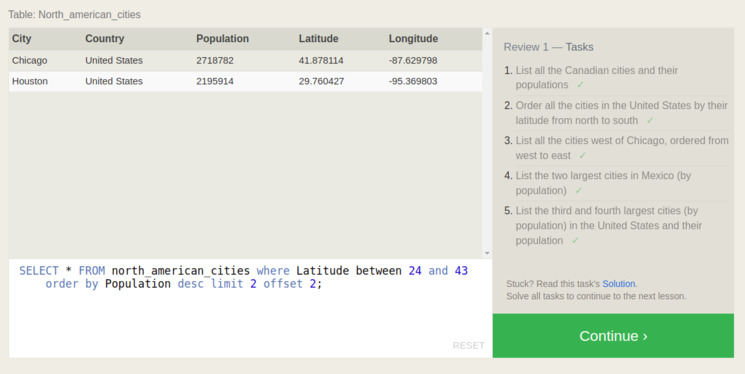 Table: North_american_cities
City Country Population Latitude Longitude
Chicago United States 2718782 41.878114 -87.629798
Houston United States 2195914 29.760427 -95.369803
SELECT * FROM north_american_cities where Latitude between 24 and 43
order by Population desc limit 2 offset 2;
RESET
Review 1 — Tasks
1. List all the Canadian cities and their
populations ✓
2. Order all the cities in the United States by their
latitude from north to south ✓
3. List all the cities west of Chicago, ordered from
west to east ✓
4. List the two largest cities in Mexico (by
population) ✓
5. List the third and fourth largest cities (by
population) in the United States and their
population ✓
Stuck? Read this task's Solution.
Solve all tasks to continue to the next lesson.
Continue ›